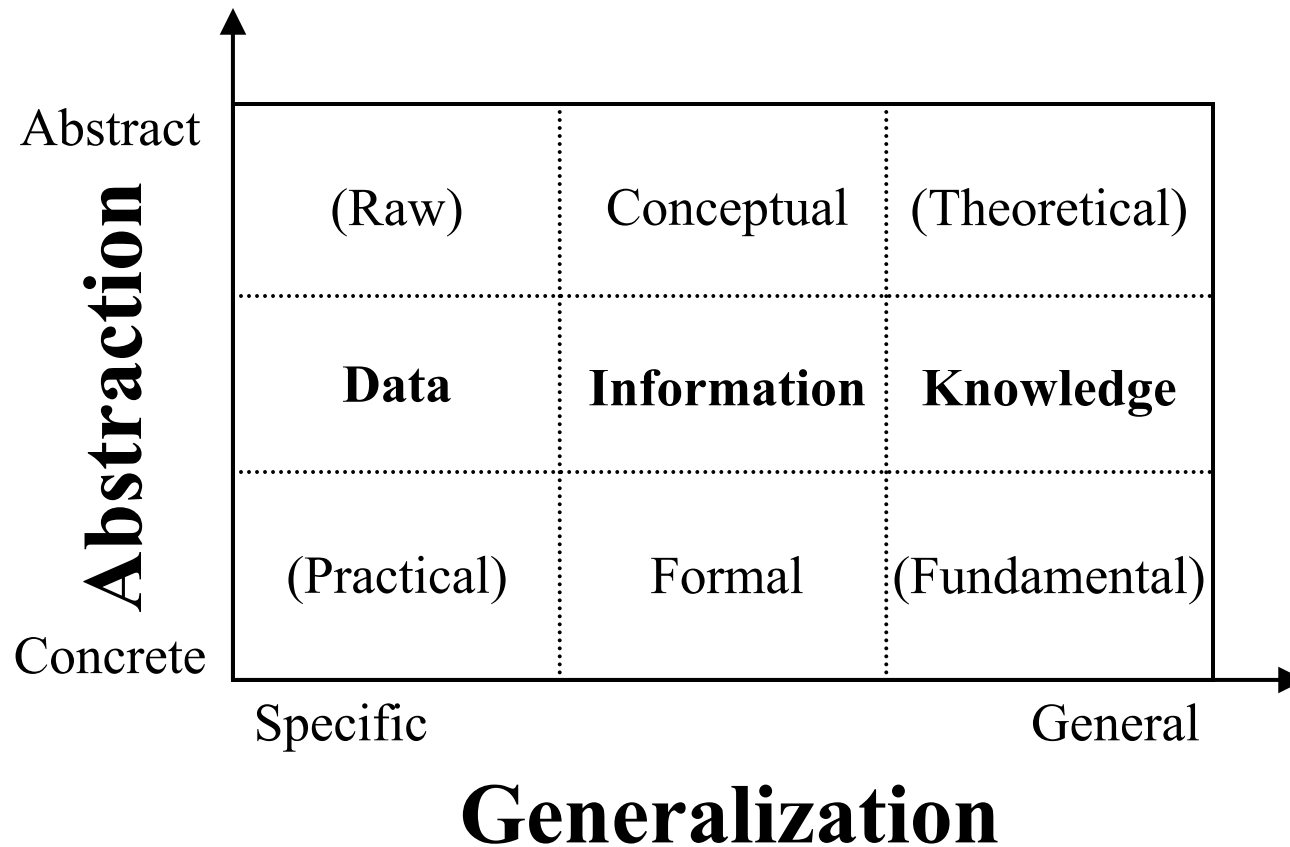 Abstract
(Raw) Conceptual (Theoretical)
Abstraction
Data Information Knowledge
(Practical) Formal (Fundamental)
Concrete
Specific General
Generalization